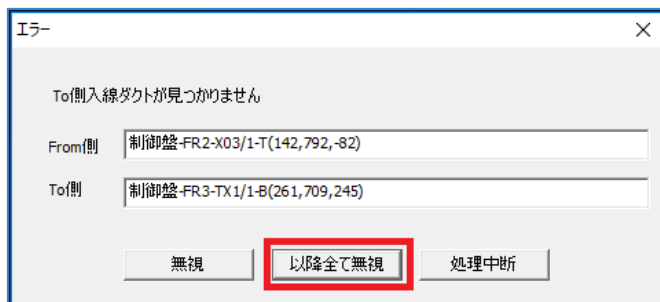 エラー
To側入線ダクトが見つかりません
From側 制御盤-FR2-X03/1-T(142,792,-82)
To側 制御盤-FR3-TX1/1-B(261,709,245)
無視 以降全て無視 処理中断